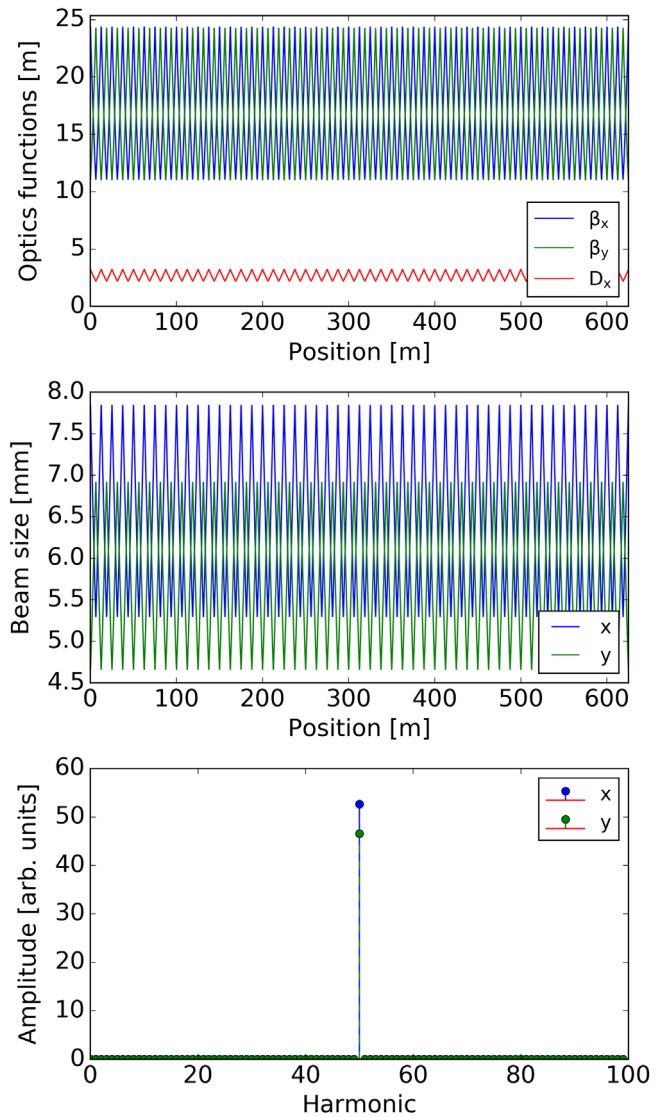 Optics functions [m]
25
20
15
10
5
0
βx
βy
Dx
0 100 200 300 400 500 600
Position [m]
Beam size [mm]
8.0
7.5
7.0
6.5
6.0
5.5
5.0
4.5
x
y
0 100 200 300 400 500 600
Position [m]
Amplitude [arb. units]
60
50
40
30
20
10
0
x
y
0 20 40 60 80 100
Harmonic